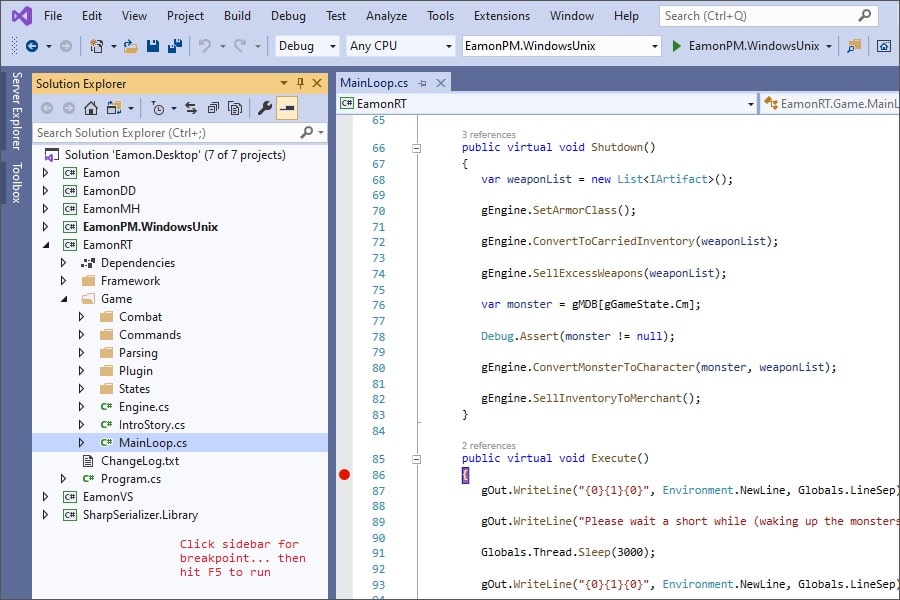 File Edit View Project Build Debug Test Analyze Tools Extensions Window Help Search (Ctrl+Q)
Debug Any CPU EamonPM.WindowsUnix EamonPM.WindowsUnix
Server Explorer
Toolbox
Solution Explorer
Search Solution Explorer (Ctrl+;)
Solution 'Eamon.Desktop' (7 of 7 projects)
C# Eamon
C# EamonDD
C# EamonMH
C# EamonPM.WindowsUnix
C# EamonRT
Dependencies
Framework
Game
Combat
Commands
Parsing
Plugin
States
C# Engine.cs
C# IntroStory.cs
C# MainLoop.cs
ChangeLog.txt
C# Program.cs
C# EamonVS
C# SharpSerializer.Library
Click sidebar for
breakpoint... then
hit F5 to run
MainLoop.cs
C# EamonRT EamonRT.Game.MainL
65
3 references
66 public virtual void Shutdown()
67 {
68 var weaponList = new List<IArtifact>();
69
70 gEngine.SetArmorClass();
71
72 gEngine.ConvertToCarriedInventory(weaponList);
73
74 gEngine.SellExcessWeapons(weaponList);
75
76 var monster = gMDB[gGameState.Cm];
77
78 Debug.Assert(monster != null);
79
80 gEngine.ConvertMonsterToCharacter(monster, weaponList);
81
82 gEngine.SellInventoryToMerchant();
83 }
84
2 references
85 public virtual void Execute()
86 {
87 gOut.WriteLine("{0}{1}{0}", Environment.NewLine, Globals.LineSep)
88
89 gOut.WriteLine("Please wait a short while (waking up the monsters
90
91 Globals.Thread.Sleep(3000);
92
93 gOut.WriteLine("{0}{1}{0}", Environment.NewLine, Globals.LineSep)